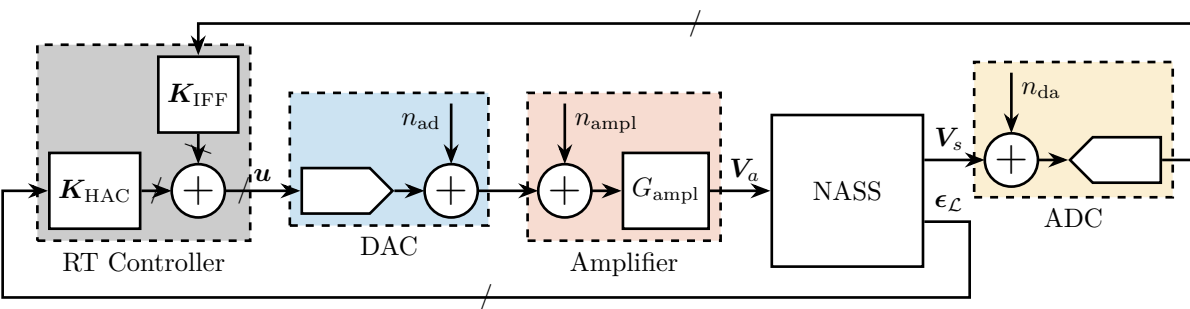 K_IFF
K_HAC
u
RT Controller
n_ad
DAC
n_ampl
G_ampl
Amplifier
V_a
NASS
V_s
ϵ_ℒ
n_da
ADC